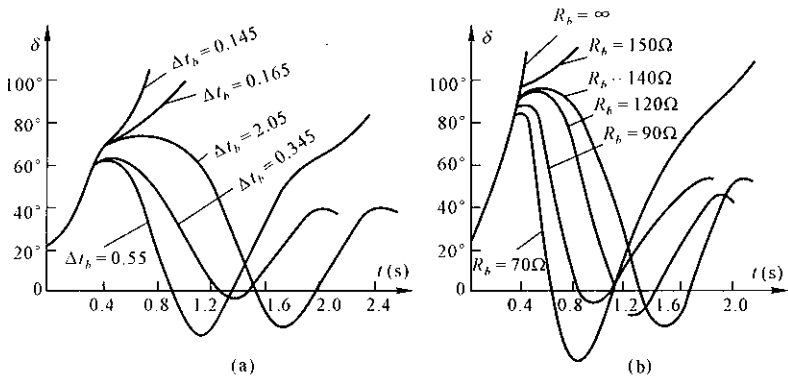 δ
100°
80°
60°
40°
20°
0
0.4
0.8
1.2
1.6
2.0
2.4
t(s)
Δt_b = 0.145
Δt_b = 0.165
Δt_b = 2.05
Δt_b = 0.345
Δt_b = 0.55
(a)
δ
100°
80°
60°
40°
20°
0
0.4
0.8
1.2
1.6
2.0
t(s)
R_b = ∞
R_b = 150Ω
R_b ·· 140Ω
R_b = 120Ω
R_b = 90Ω
R_b = 70Ω
(b)